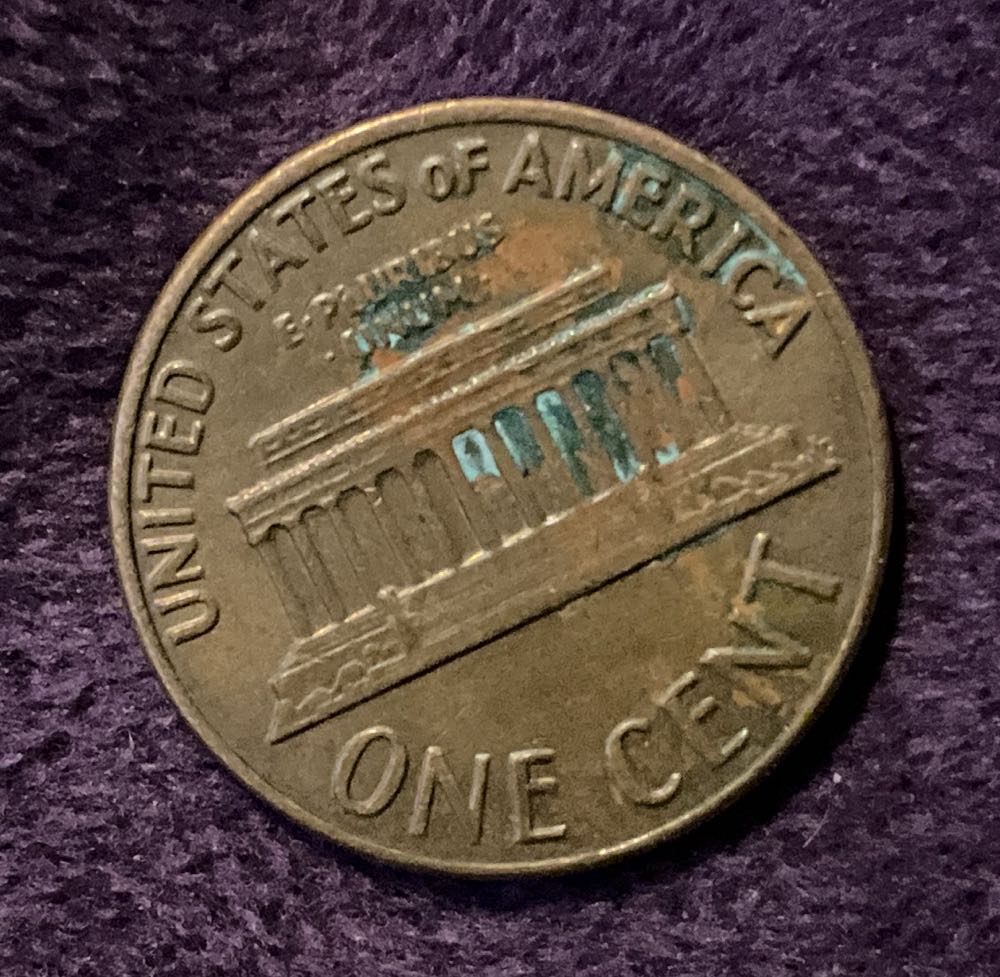 UNITED STATES OF AMERICA
E·PLURIBUS
UNUM
ONE CENT